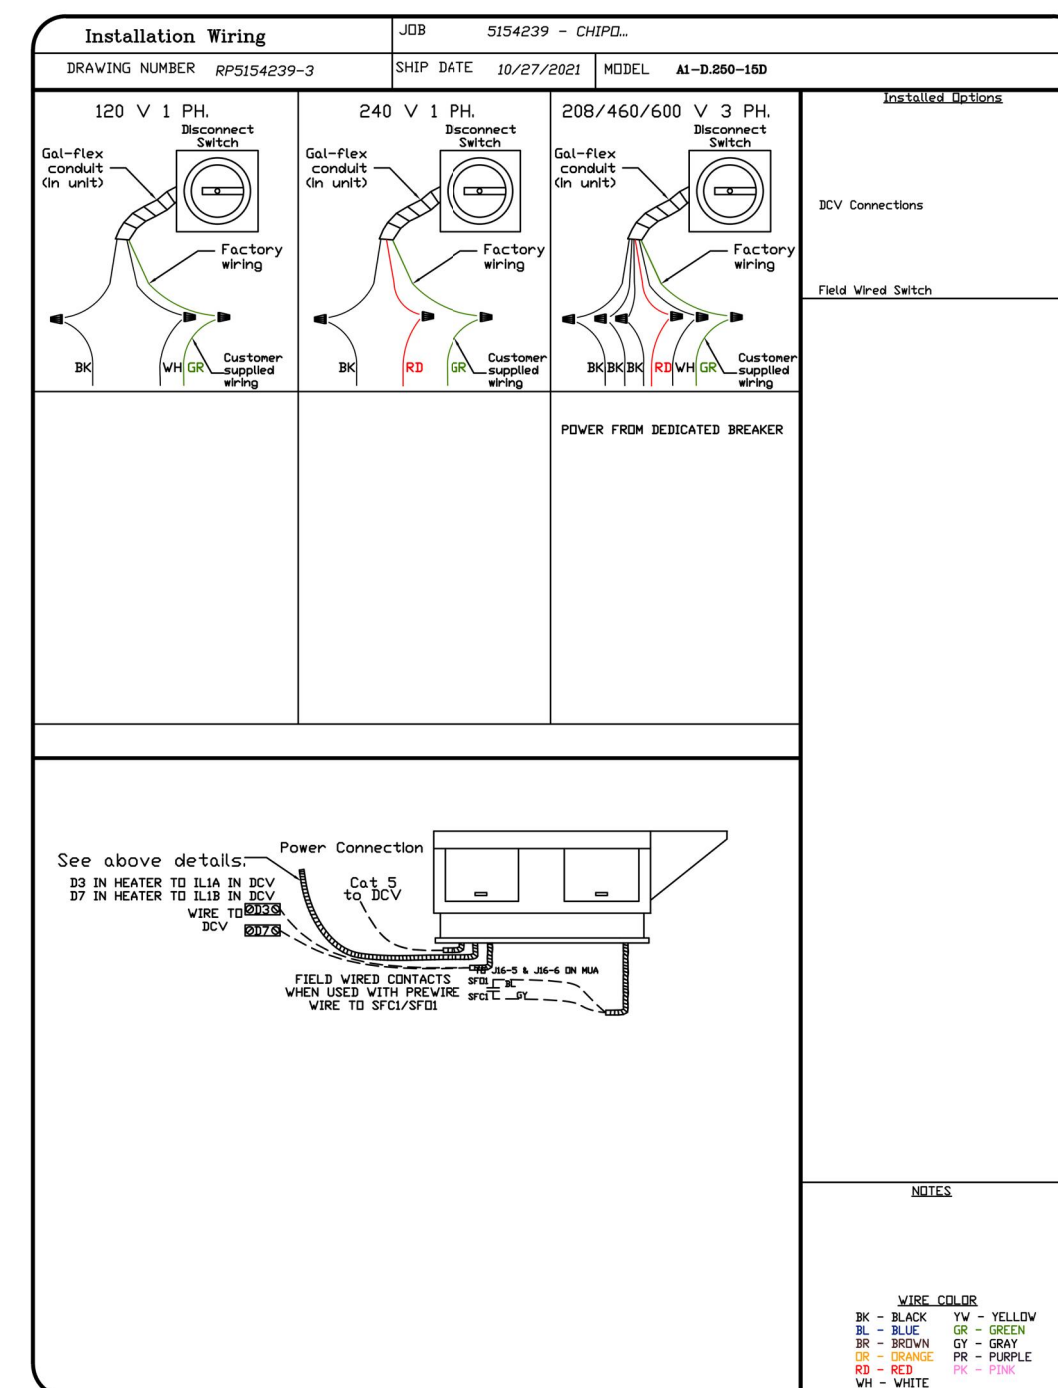 Installation Wiring
JOB 5154239 - CHIPO...
DRAWING NUMBER RP5154239-3
SHIP DATE 10/27/2021
MODEL A1-D.250-15D
120 V 1 PH.
Disconnect
Switch
Gal-flex
conduit
(in unit)
Factory
wiring
BK
WH
GR
Customer
supplied
wiring
240 V 1 PH.
Dsconnect
Switch
Gal-flex
conduit
(in unit)
Factory
wiring
BK
RD
GR
Customer
supplied
wiring
208/460/600 V 3 PH.
Disconnect
Switch
Gal-flex
conduit
(in unit)
Factory
wiring
BK
BK
BK
RD
WH
GR
Customer
supplied
wiring
Installed Options
DCV Connections
Field Wired Switch
POWER FROM DEDICATED BREAKER
See above details.
Power Connection
D3 IN HEATER TO IL1A IN DCV
D7 IN HEATER TO IL1B IN DCV
WIRE TO
DCV
D3
D7
Cat 5
to DCV
TO J16-5 & J16-6 ON MUA
FIELD WIRED CONTACTS
WHEN USED WITH PREWIRE
WIRE TO SFC1/SFO1
SFO1
BL
SFC1
GY
NOTES
WIRE COLOR
BK - BLACK YW - YELLOW
BL - BLUE GR - GREEN
BR - BROWN GY - GRAY
OR - ORANGE PR - PURPLE
RD - RED PK - PINK
WH - WHITE